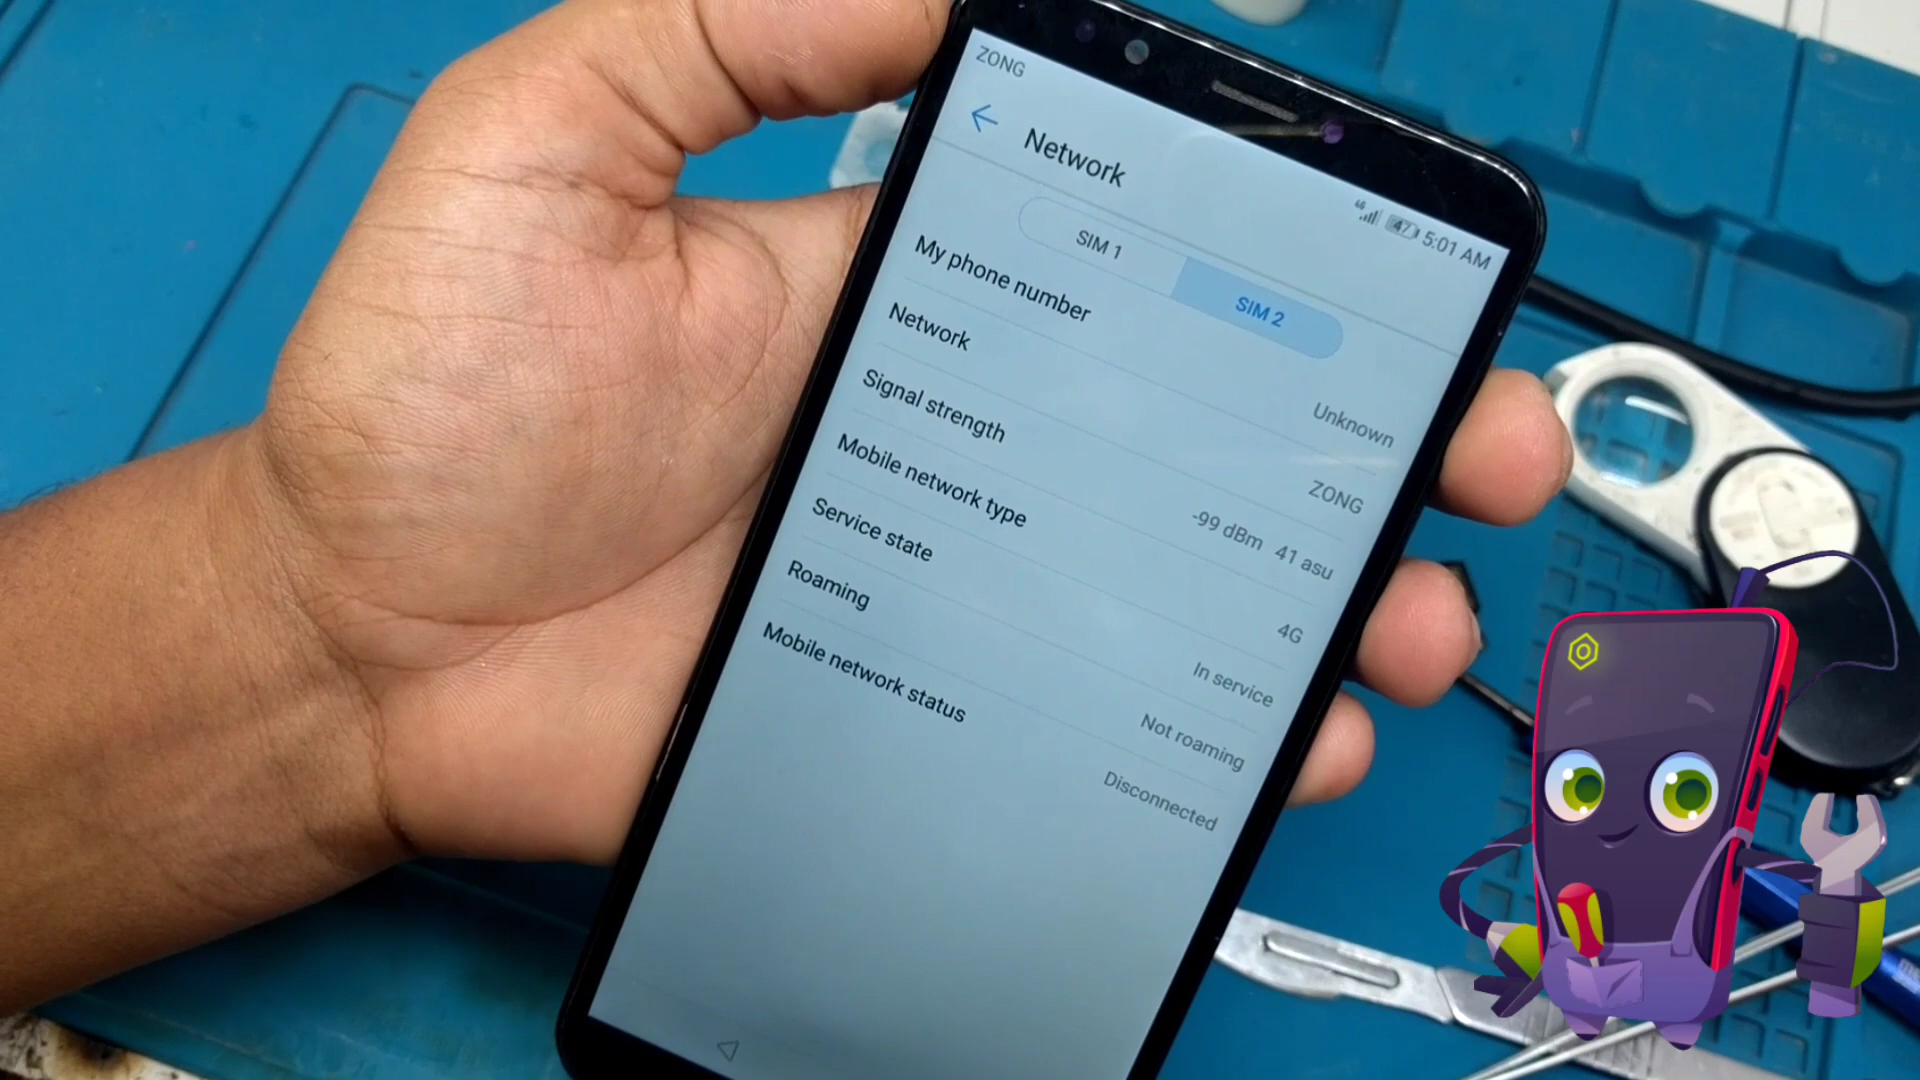 ZONG
47 5:01 AM
Network
SIM 1
SIM 2
My phone number
Unknown
Network
ZONG
Signal strength
-99 dBm 41 asu
Mobile network type
4G
Service state
In service
Roaming
Not roaming
Mobile network status
Disconnected